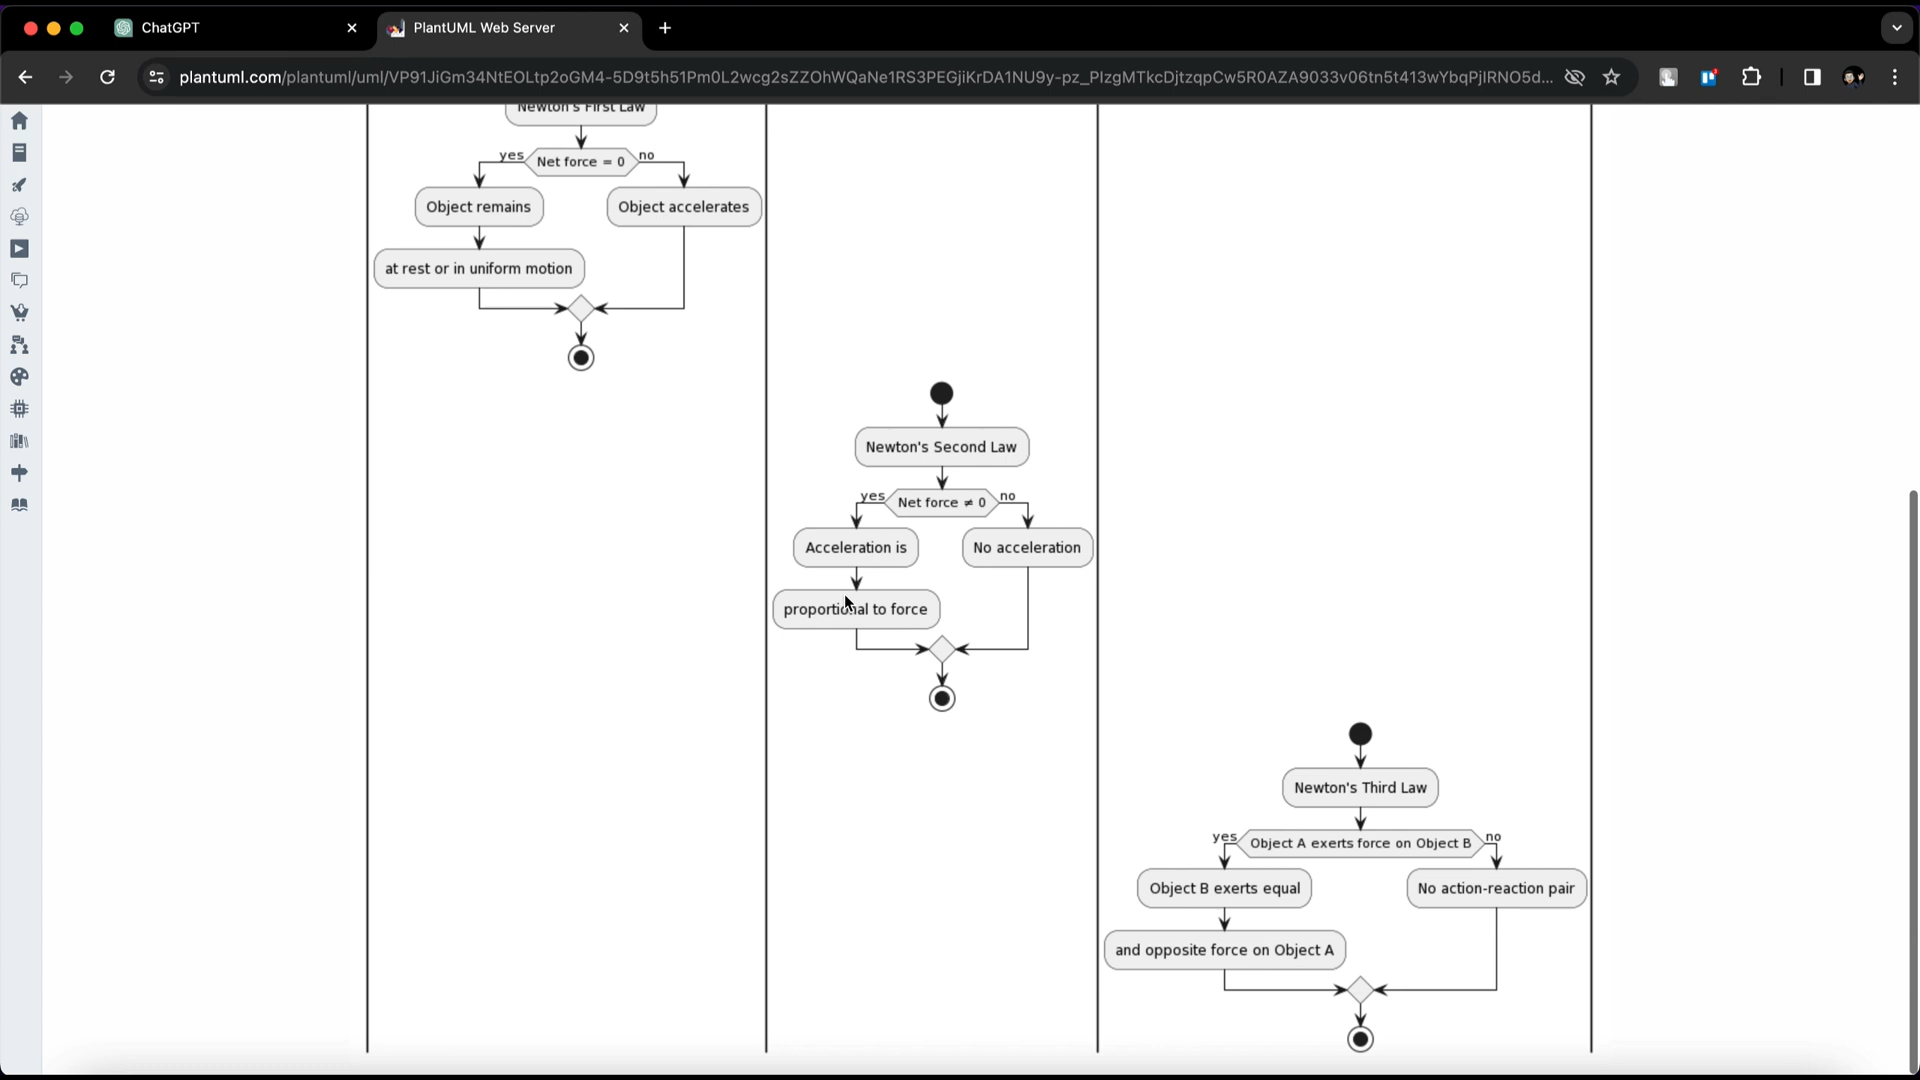 ChatGPT
PlantUML Web Server
plantuml.com/plantuml/uml/VP91JiGm34NtEOLtp2oGM4-5D9t5h51Pm0L2wcg2sZZOhWQaNe1RS3PEGjiKrDA1NU9y-pz_PIzgMTkcDjtzqpCw5R0AZA9033v06tn5t413wYbqPjIRNO5d...
Newton's First Law
yes
Net force = 0
no
Object remains
Object accelerates
at rest or in uniform motion
Newton's Second Law
yes
Net force ≠ 0
no
Acceleration is
No acceleration
proportional to force
Newton's Third Law
yes
Object A exerts force on Object B
no
Object B exerts equal
No action-reaction pair
and opposite force on Object A